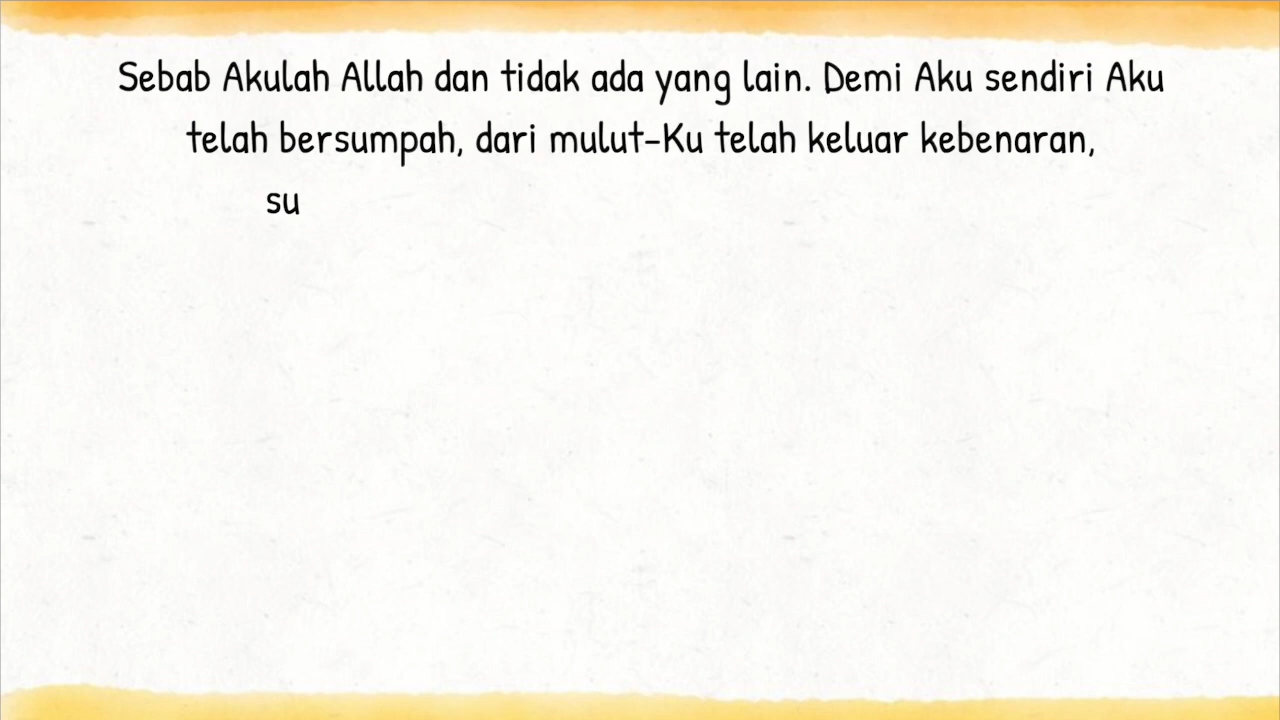 Sebab Akulah Allah dan tidak ada yang lain. Demi Aku sendiri Aku
telah bersumpah, dari mulut-Ku telah keluar kebenaran,
su